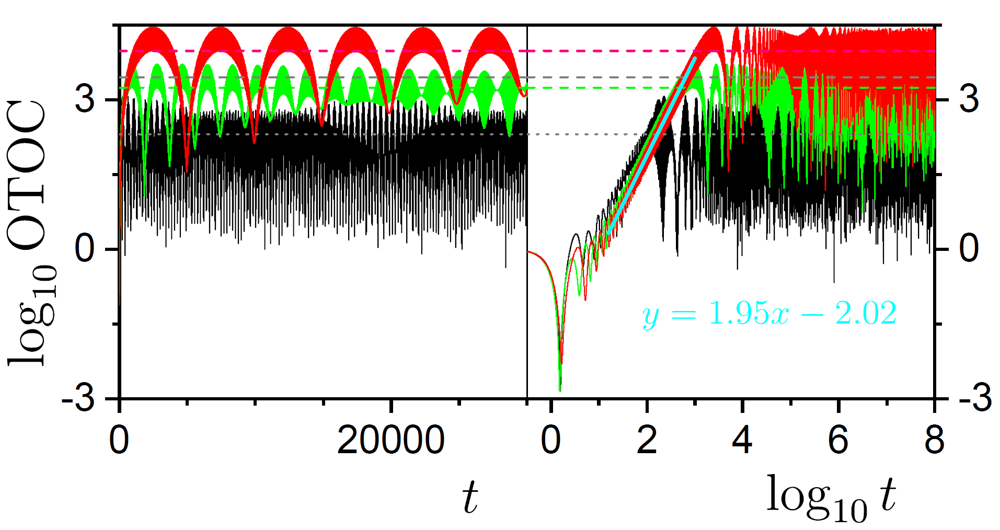 log₁₀ OTOC
3
0
-3
3
0
-3
y = 1.95x − 2.02
0 20000 0 2 4 6 8
t
log₁₀ t